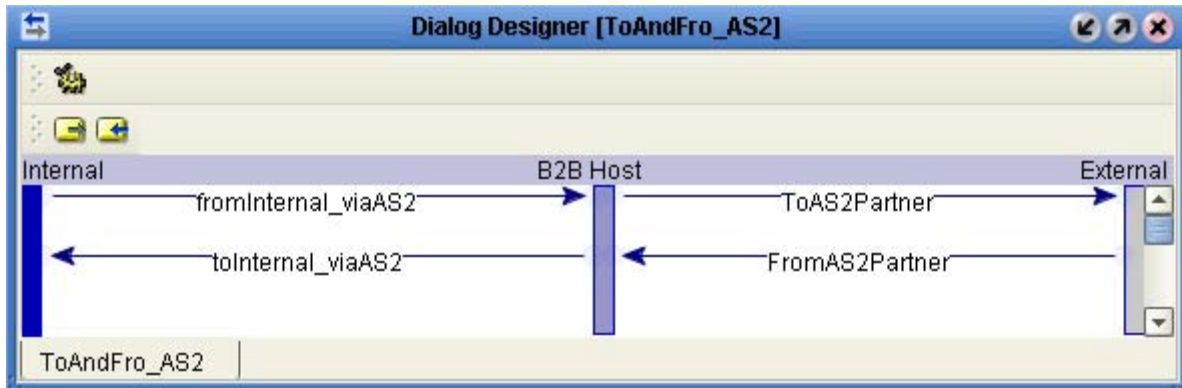 Dialog Designer [ToAndFro_AS2]
Internal B2B Host External
fromInternal_viaAS2 ToAS2Partner
toInternal_viaAS2 FromAS2Partner
ToAndFro_AS2